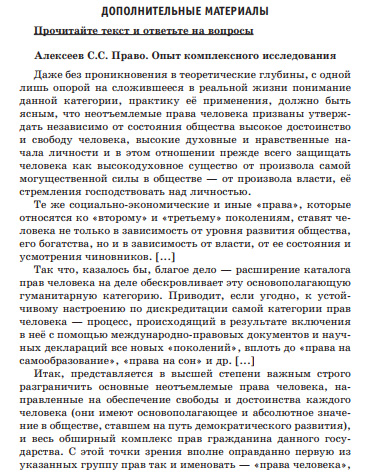 ДОПОЛНИТЕЛЬНЫЕ МАТЕРИАЛЫ
Прочитайте текст и ответьте на вопросы
Алексеев С.С. Право. Опыт комплексного исследования
Даже без проникновения в теоретические глубины, с одной
лишь опорой на сложившееся в реальной жизни понимание
данной категории, практику её применения, должно быть
ясным, что неотъемлемые права человека призваны утверж-
дать независимо от состояния общества высокое достоинство
и свободу человека, высокие духовные и нравственные на-
чала личности и в этом отношении прежде всего защищать
человека как высокодуховное существо от произвола самой
могущественной силы в обществе — от произвола власти, её
стремления господствовать над личностью.
Те же социально-экономические и иные «права», которые
относятся ко «второму» и «третьему» поколениям, ставят че-
ловека не только в зависимость от уровня развития общества,
его богатства, но и в зависимость от власти, от ее состояния и
усмотрения чиновников. [...]
Так что, казалось бы, благое дело — расширение каталога
прав человека на деле обескровливает эту основополагающую
гуманитарную категорию. Приводит, если угодно, к устой-
чивому настроению по дискредитации самой категории прав
человека — процесс, происходящий в результате включения
в неё с помощью международно-правовых документов и науч-
ных деклараций все новых «поколений», вплоть до «права на
самообразование», «права на сон» и др. [...]
Итак, представляется в высшей степени важным строго
разграничить основные неотъемлемые права человека, на-
правленные на обеспечение свободы и достоинства каждого
человека (они имеют основополагающее и абсолютное значе-
ние в обществе, ставшем на путь демократического развития),
и весь обширный комплекс прав гражданина данного госу-
дарства. С этой точки зрения вполне оправданно первую из
указанных группу прав так и именовать — «права человека»,